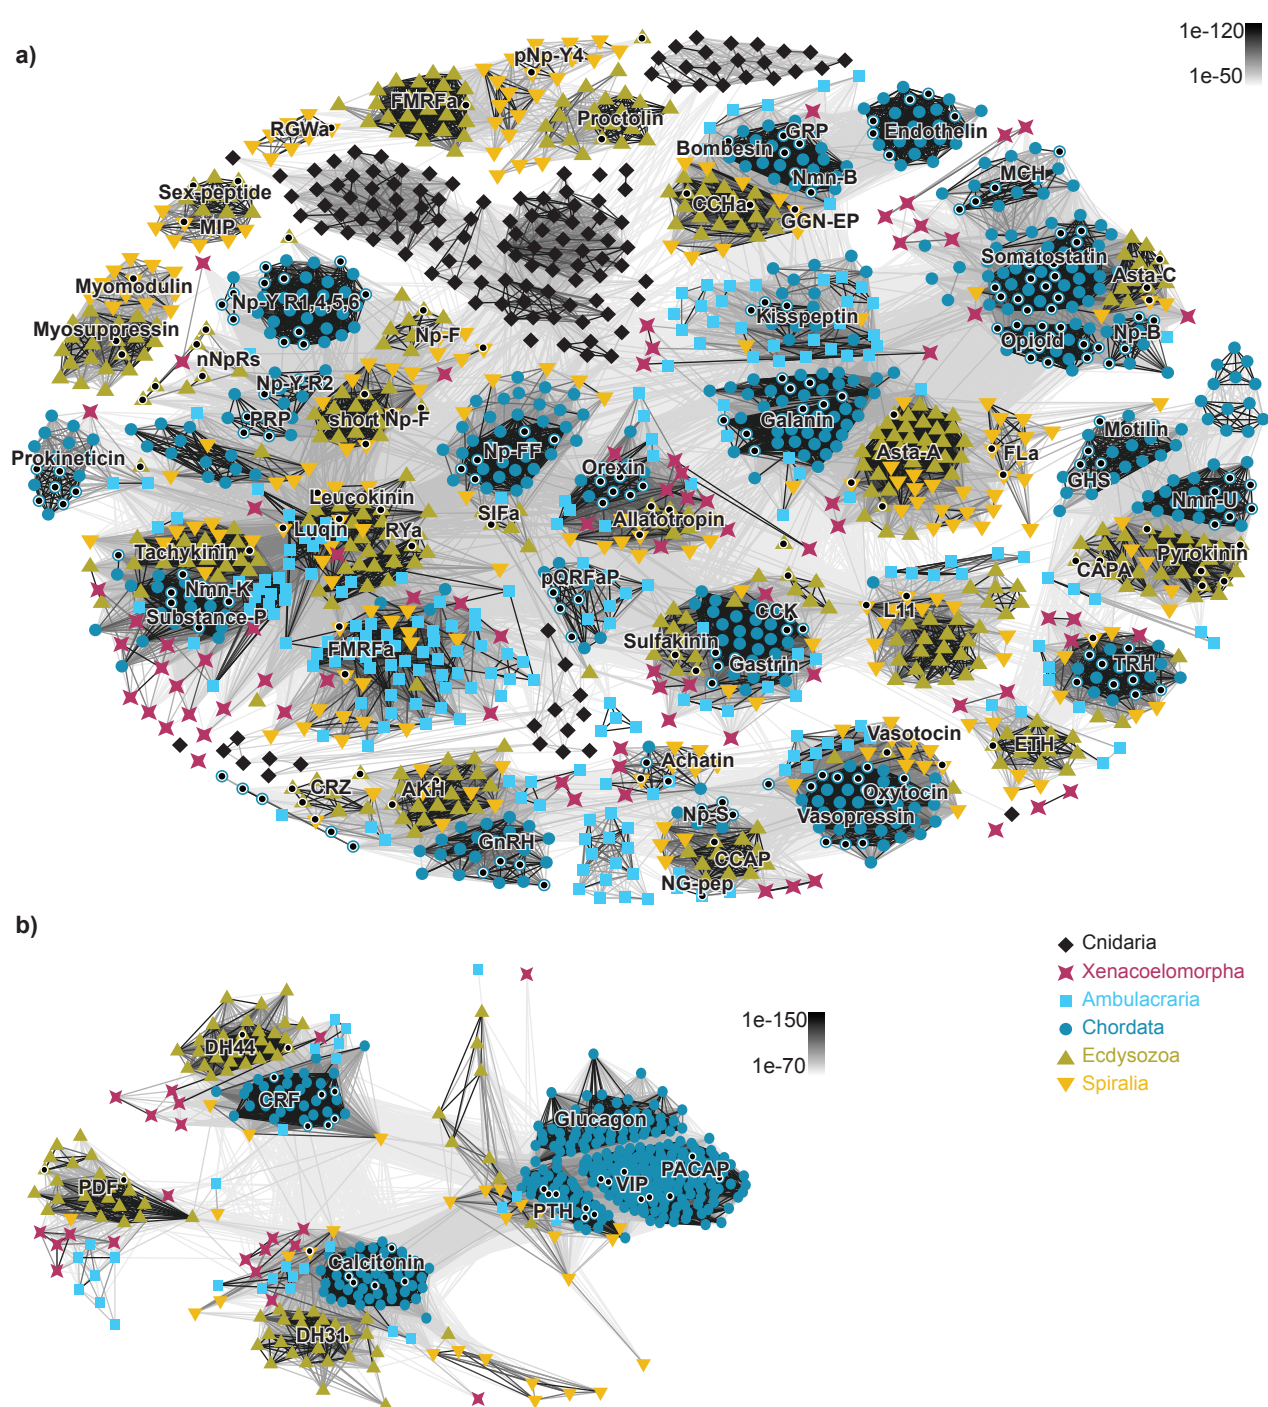 a)
1e-120
1e-50
pNp-Y4
FMRFa
Proctolin
RGWa
Bombesin
GRP
Endothelin
Nmn-B
MCH
Sex-peptide
MIP
CCHa
GGN-EP
Somatostatin
Asta-C
Myomodulin
Np-Y R1,4,5,6
Myosuppressin
Np-F
Kisspeptin
Opioid
Np-B
nNpRs
Np-Y R2
PRP
short Np-F
Galanin
Prokineticin
Np-FF
Orexin
Asta-A
FLa
Motilin
GHS
Nmn-U
Leucokinin
Luqin
RYa
SIFa
Allatotropin
Tachykinin
Nmn-K
Substance-P
pQRFaP
CCK
L11
CAPA
Pyrokinin
FMRFa
Sulfakinin
Gastrin
TRH
Achatin
Vasotocin
ETH
CRZ
AKH
Oxytocin
Vasopressin
Np-S
GnRH
CCAP
NG-pep
b)
Cnidaria
Xenacoelomorpha
Ambulacraria
Chordata
Ecdysozoa
Spiralia
1e-150
1e-70
DH44
CRF
Glucagon
PACAP
VIP
PTH
PDF
Calcitonin
DH31